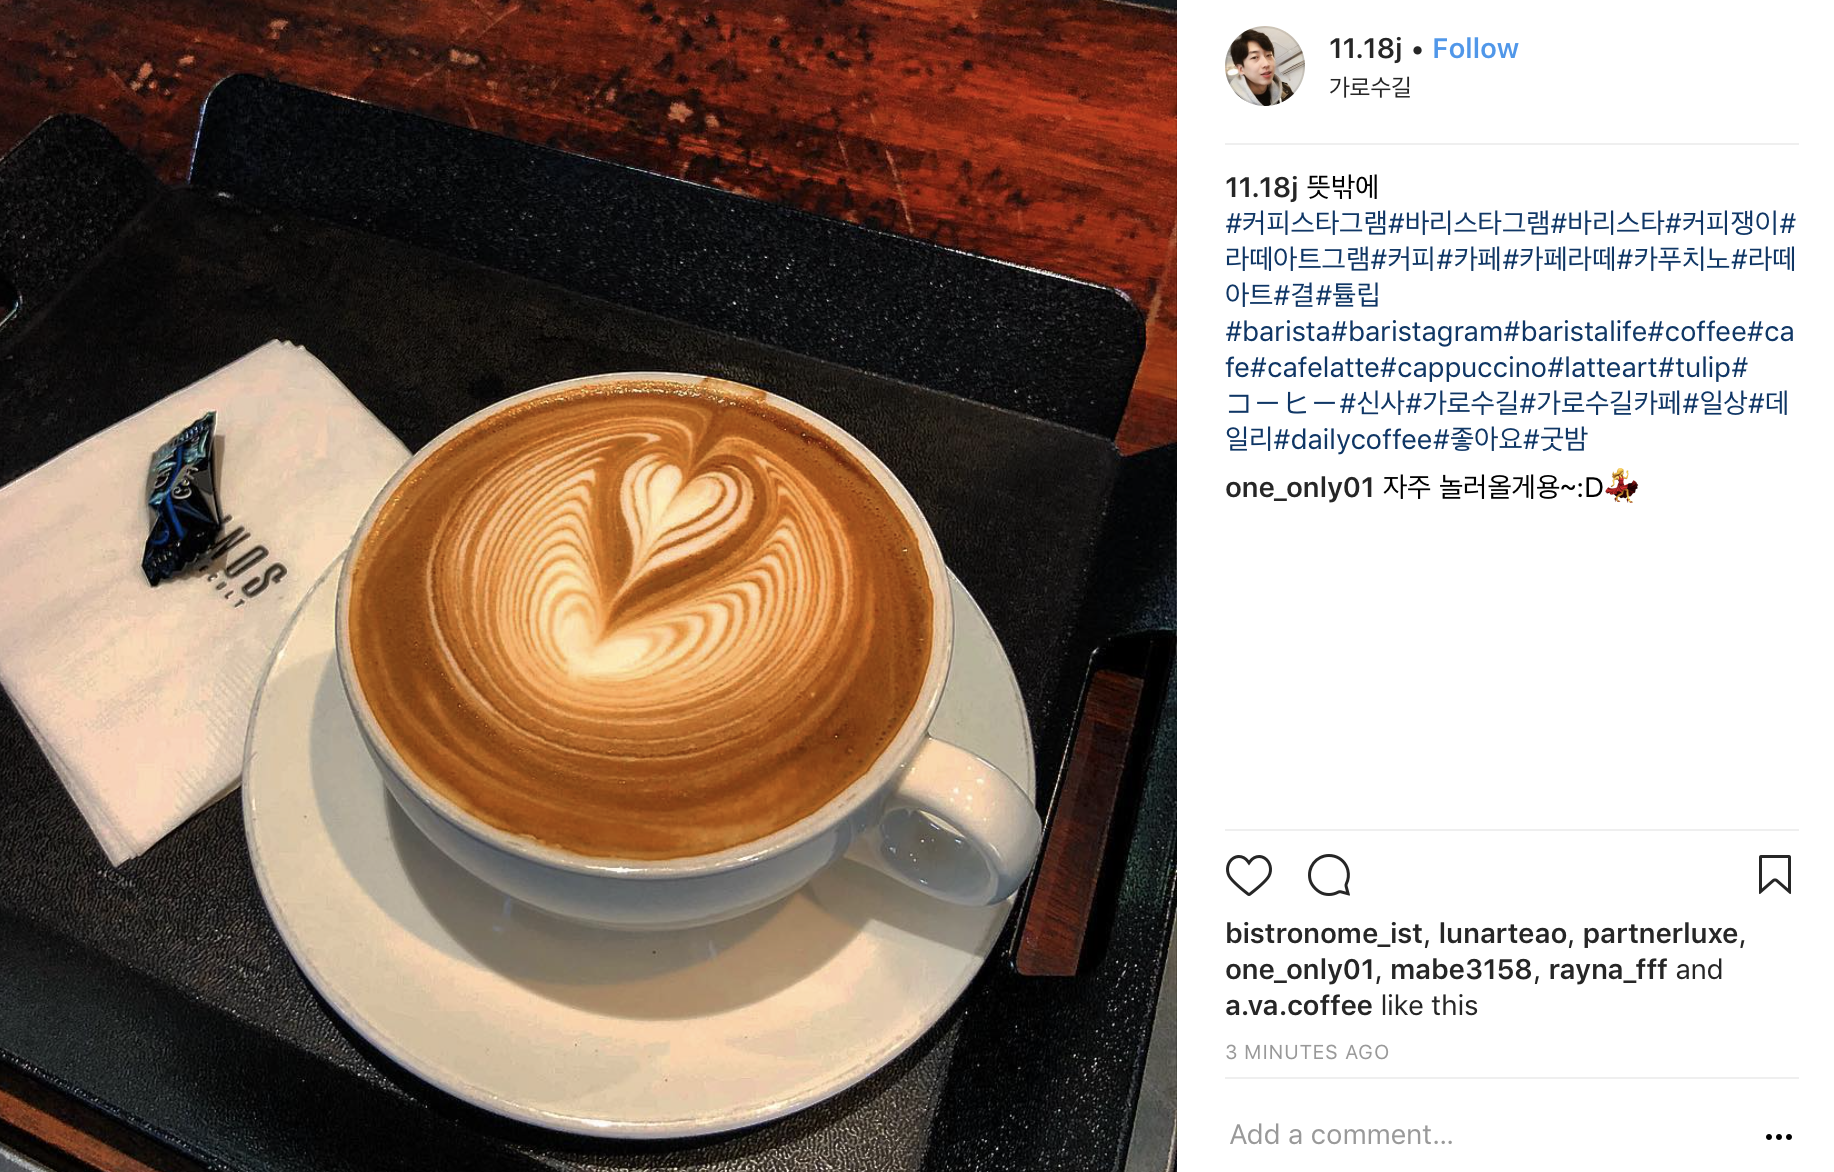 NOS
CULT
11.18j • Follow
가로수길
11.18j 뜻밖에
#커피스타그램#바리스타그램#바리스타#커피쟁이#
라떼아트그램#커피#카페#카페라떼#카푸치노#라떼
아트#결#튤립
#barista#baristagram#baristalife#coffee#ca
fe#cafelatte#cappuccino#latteart#tulip#
コーヒー#신사#가로수길#가로수길카페#일상#데
일리#dailycoffee#좋아요#굿밤
one_only01 자주 놀러올게용~:D💃
bistronome_ist, lunarteao, partnerluxe,
one_only01, mabe3158, rayna_fff and
a.va.coffee like this
3 MINUTES AGO
Add a comment...